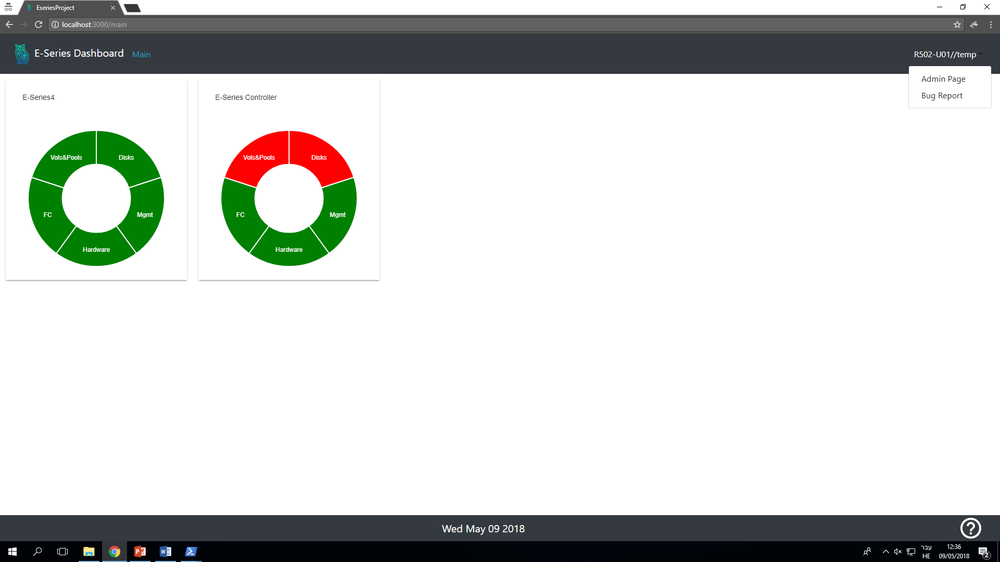 EseriesProject
localhost:3000/main
E-Series Dashboard
Main
R502-U01//temp
Admin Page
Bug Report
E-Series4
Vols&Pools
Disks
FC
Mgmt
Hardware
E-Series Controller
Vols&Pools
Disks
FC
Mgmt
Hardware
Wed May 09 2018
?
עבר
HE
12:36
09/05/2018
2